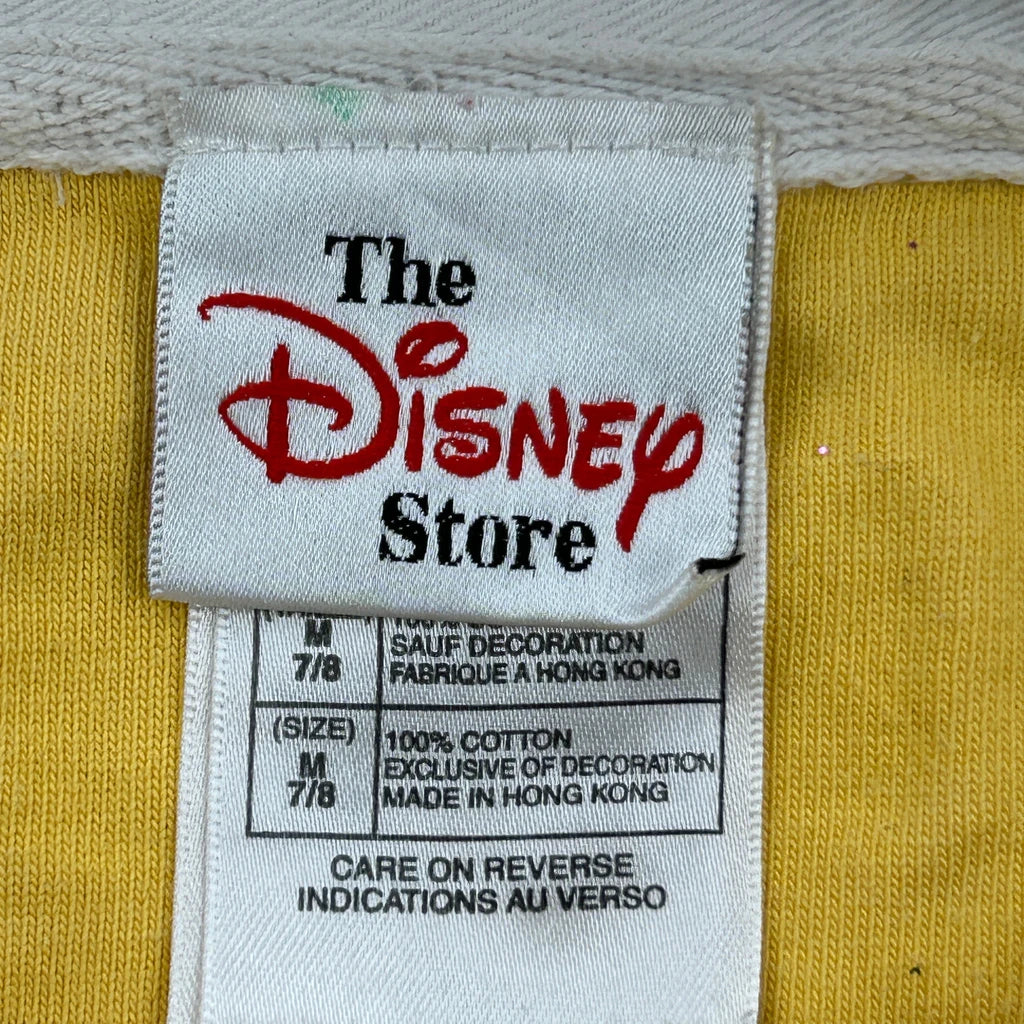 The
Disney
Store
M
7/8
SAUF DECORATION
FABRIQUE A HONG KONG
(SIZE)
M
7/8
100% COTTON
EXCLUSIVE OF DECORATION
MADE IN HONG KONG
CARE ON REVERSE
INDICATIONS AU VERSO